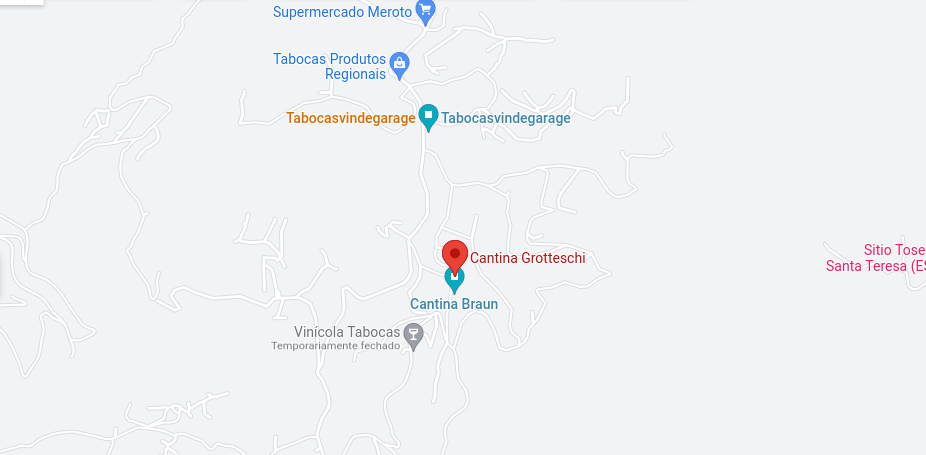 Supermercado Meroto
Tabocas Produtos
Regionais
Tabocasvindegarage
Tabocasvindegarage
Sitio Tose
Santa Teresa (ES
Cantina Grotteschi
Cantina Braun
Vinícola Tabocas
Temporariamente fechado